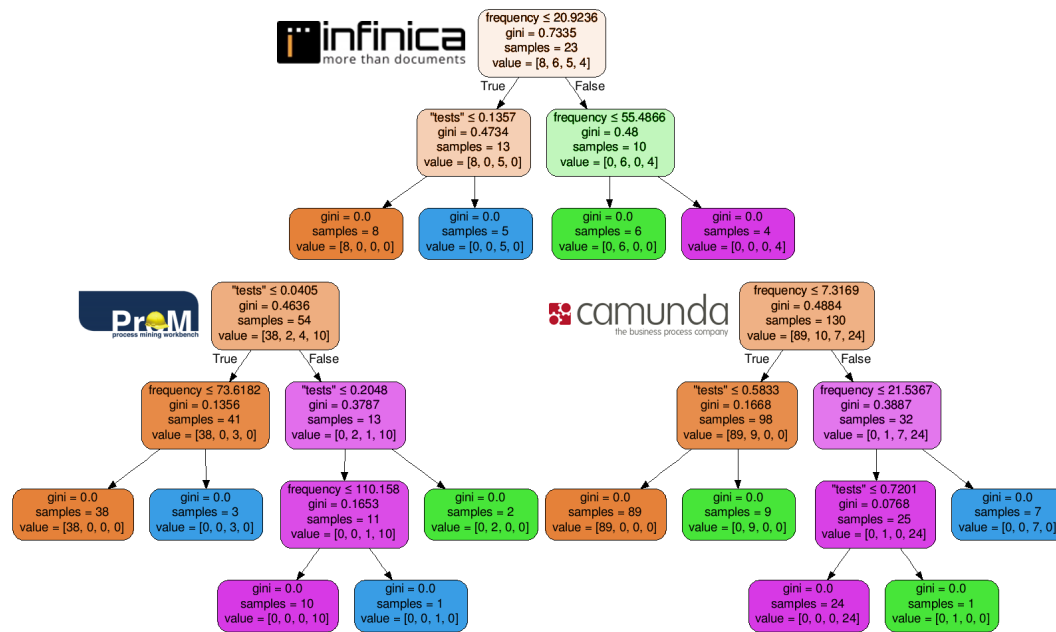 infinica
more than documents
frequency ≤ 20.9236
gini = 0.7335
samples = 23
value = [8, 6, 5, 4]
True
False
"tests" ≤ 0.1357
gini = 0.4734
samples = 13
value = [8, 0, 5, 0]
frequency ≤ 55.4866
gini = 0.48
samples = 10
value = [0, 6, 0, 4]
gini = 0.0
samples = 8
value = [8, 0, 0, 0]
gini = 0.0
samples = 5
value = [0, 0, 5, 0]
gini = 0.0
samples = 6
value = [0, 6, 0, 0]
gini = 0.0
samples = 4
value = [0, 0, 0, 4]
ProM
process mining workbench
"tests" ≤ 0.0405
gini = 0.4636
samples = 54
value = [38, 2, 4, 10]
True
False
frequency ≤ 73.6182
gini = 0.1356
samples = 41
value = [38, 0, 3, 0]
"tests" ≤ 0.2048
gini = 0.3787
samples = 13
value = [0, 2, 1, 10]
gini = 0.0
samples = 38
value = [38, 0, 0, 0]
gini = 0.0
samples = 3
value = [0, 0, 3, 0]
frequency ≤ 110.158
gini = 0.1653
samples = 11
value = [0, 0, 1, 10]
gini = 0.0
samples = 2
value = [0, 2, 0, 0]
gini = 0.0
samples = 10
value = [0, 0, 0, 10]
gini = 0.0
samples = 1
value = [0, 0, 1, 0]
camunda
the business process company
frequency ≤ 7.3169
gini = 0.4884
samples = 130
value = [89, 10, 7, 24]
True
False
"tests" ≤ 0.5833
gini = 0.1668
samples = 98
value = [89, 9, 0, 0]
frequency ≤ 21.5367
gini = 0.3887
samples = 32
value = [0, 1, 7, 24]
gini = 0.0
samples = 89
value = [89, 0, 0, 0]
gini = 0.0
samples = 9
value = [0, 9, 0, 0]
"tests" ≤ 0.7201
gini = 0.0768
samples = 25
value = [0, 1, 0, 24]
gini = 0.0
samples = 7
value = [0, 0, 7, 0]
gini = 0.0
samples = 24
value = [0, 0, 0, 24]
gini = 0.0
samples = 1
value = [0, 1, 0, 0]